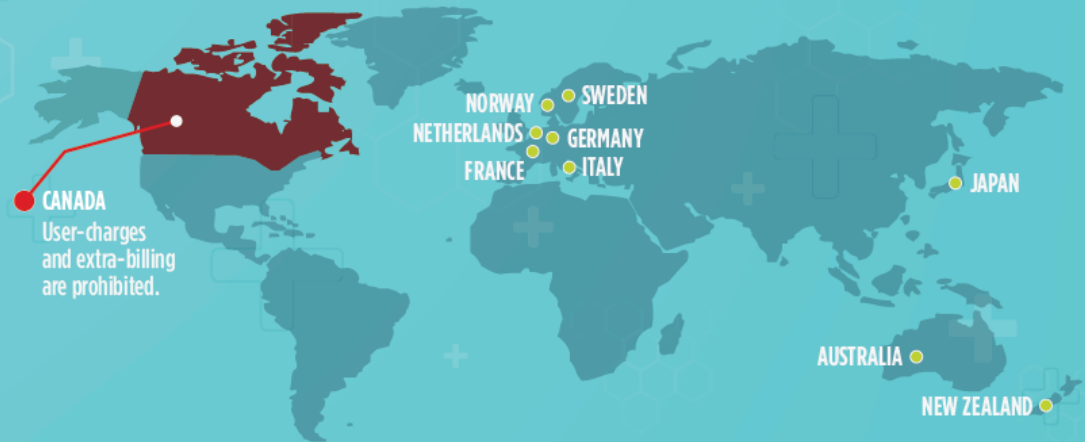 NORWAY
SWEDEN
NETHERLANDS
GERMANY
FRANCE
ITALY
JAPAN
CANADA
User-charges
and extra-billing
are prohibited.
AUSTRALIA
NEW ZEALAND